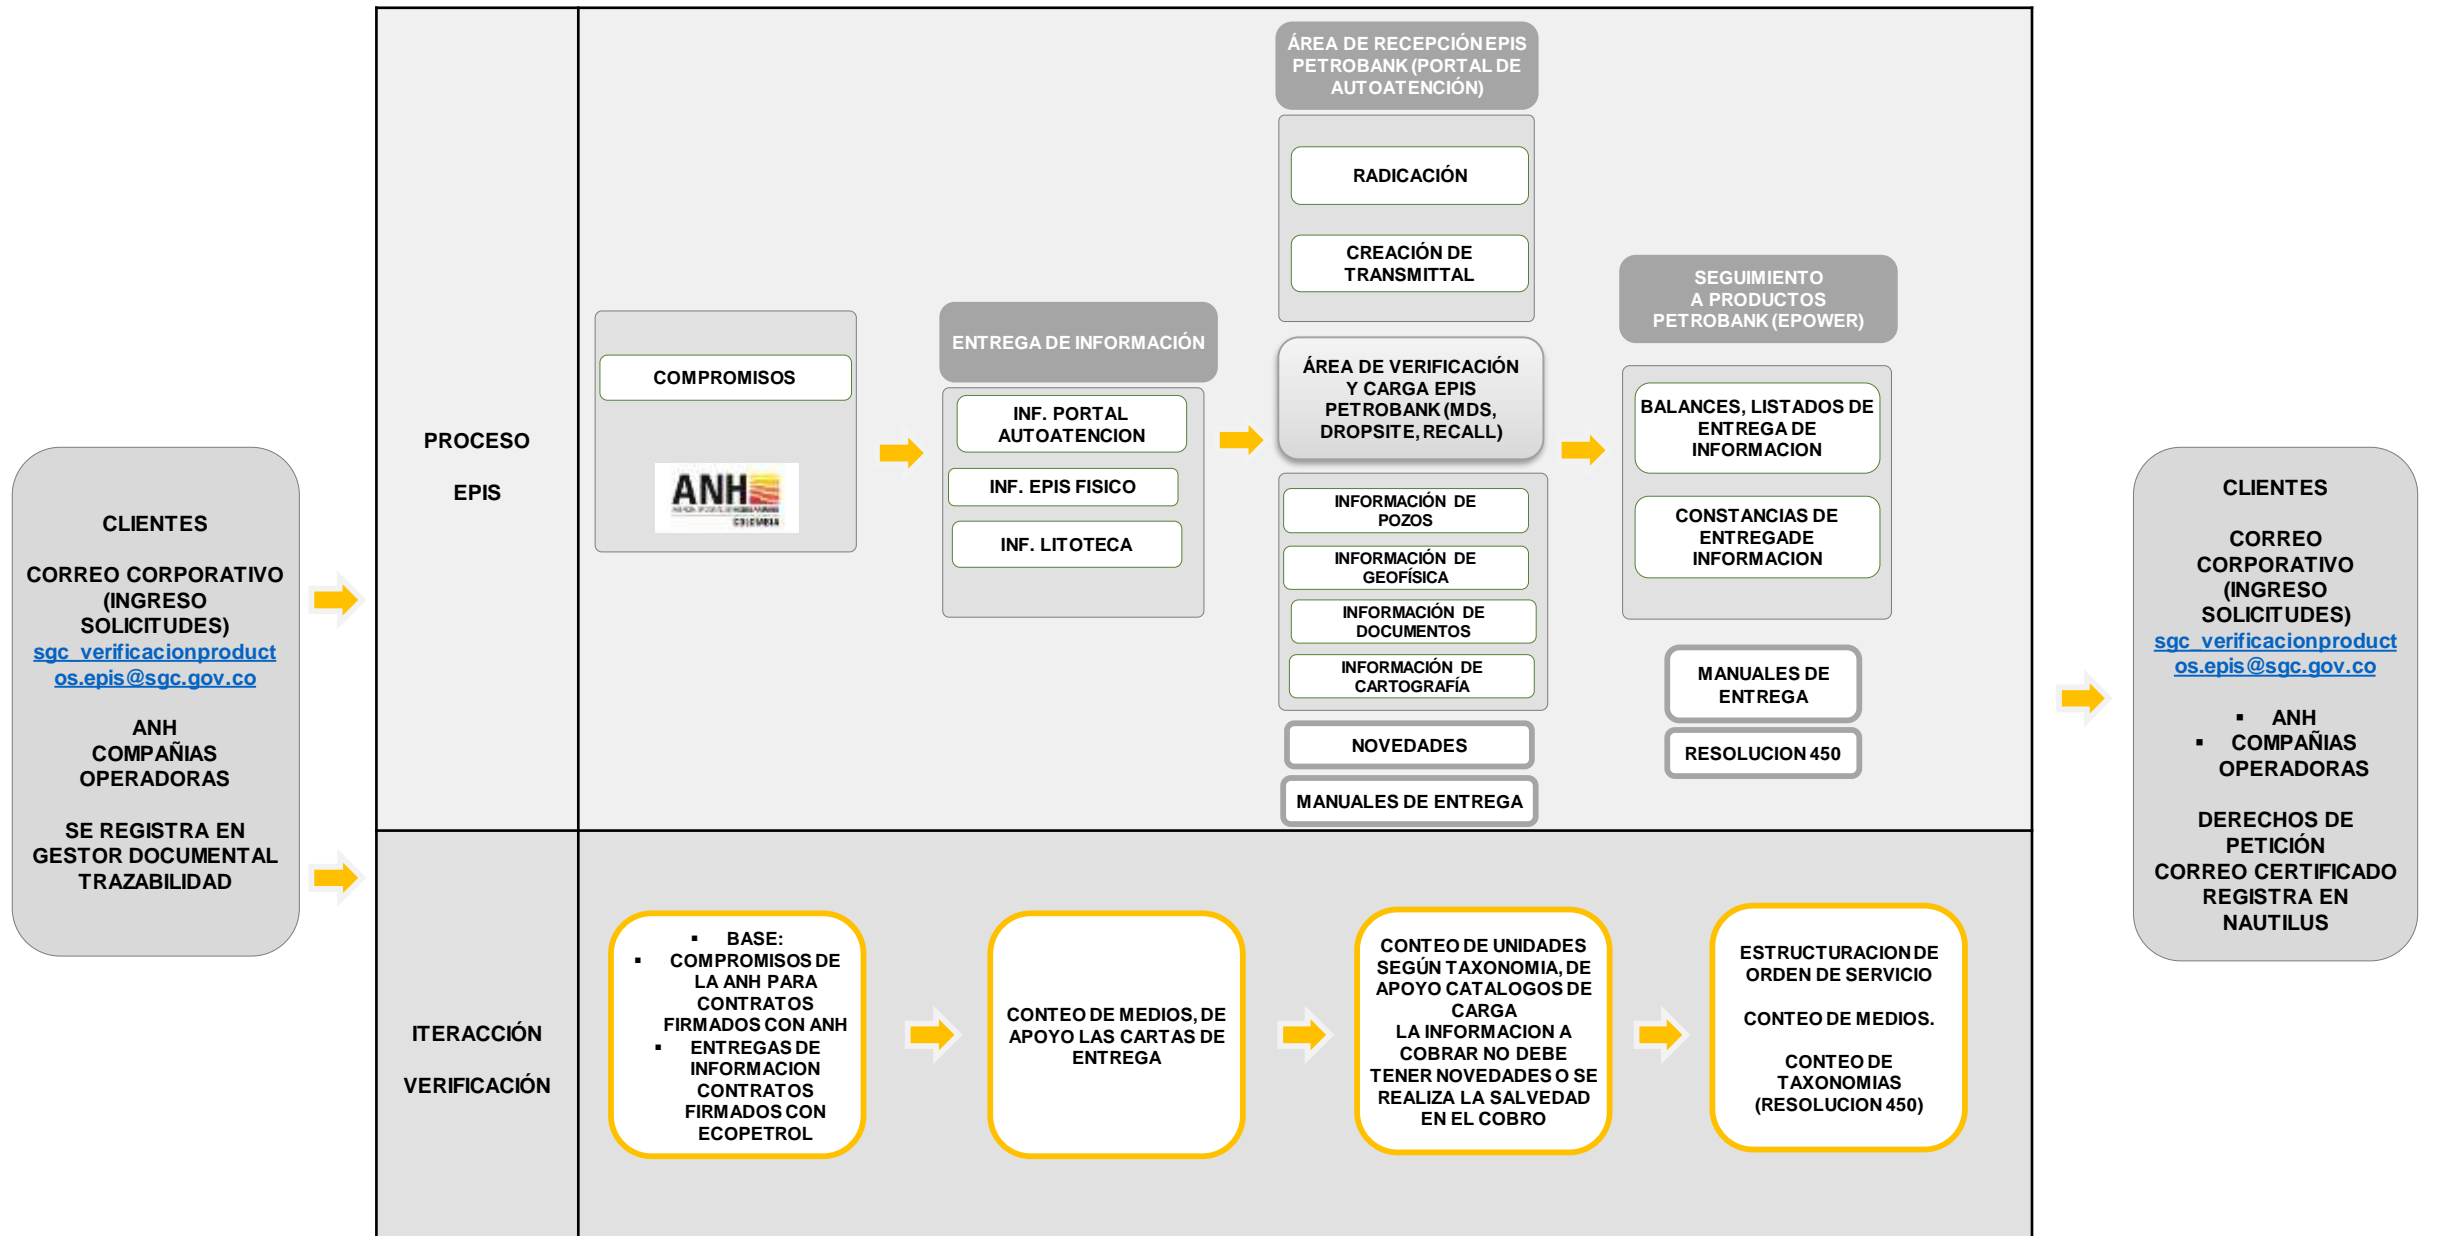 CLIENTES
CORREO CORPORATIVO
(INGRESO
SOLICITUDES)
sgc_verificacionproduct
os.epis@sgc.gov.co
ANH
COMPAÑIAS
OPERADORAS
SE REGISTRA EN
GESTOR DOCUMENTAL
TRAZABILIDAD
PROCESO
EPIS
COMPROMISOS
ANH
COLOMBIA
ENTREGA DE INFORMACIÓN
INF. PORTAL
AUTOATENCION
INF. EPIS FISICO
INF. LITOTECA
ÁREA DE RECEPCIÓN EPIS
PETROBANK (PORTAL DE
AUTOATENCIÓN)
RADICACIÓN
CREACIÓN DE
TRANSMITTAL
ÁREA DE VERIFICACIÓN
Y CARGA EPIS
PETROBANK (MDS,
DROPSITE, RECALL)
INFORMACIÓN DE
POZOS
INFORMACIÓN DE
GEOFÍSICA
INFORMACIÓN DE
DOCUMENTOS
INFORMACIÓN DE
CARTOGRAFÍA
NOVEDADES
MANUALES DE ENTREGA
SEGUIMIENTO
A PRODUCTOS
PETROBANK (EPOWER)
BALANCES, LISTADOS DE
ENTREGA DE
INFORMACION
CONSTANCIAS DE
ENTREGADE
INFORMACION
MANUALES DE
ENTREGA
RESOLUCION 450
ITERACCIÓN
VERIFICACIÓN
▪ BASE:
▪ COMPROMISOS DE
LA ANH PARA
CONTRATOS
FIRMADOS CON ANH
▪ ENTREGAS DE
INFORMACION
CONTRATOS
FIRMADOS CON
ECOPETROL
CONTEO DE MEDIOS, DE
APOYO LAS CARTAS DE
ENTREGA
CONTEO DE UNIDADES
SEGÚN TAXONOMIA, DE
APOYO CATALOGOS DE
CARGA
LA INFORMACION A
COBRAR NO DEBE
TENER NOVEDADES O SE
REALIZA LA SALVEDAD
EN EL COBRO
ESTRUCTURACION DE
ORDEN DE SERVICIO
CONTEO DE MEDIOS.
CONTEO DE
TAXONOMIAS
(RESOLUCION 450)
CLIENTES
CORREO
CORPORATIVO
(INGRESO
SOLICITUDES)
sgc_verificacionproduct
os.epis@sgc.gov.co
▪ ANH
▪ COMPAÑIAS
OPERADORAS
DERECHOS DE
PETICIÓN
CORREO CERTIFICADO
REGISTRA EN
NAUTILUS